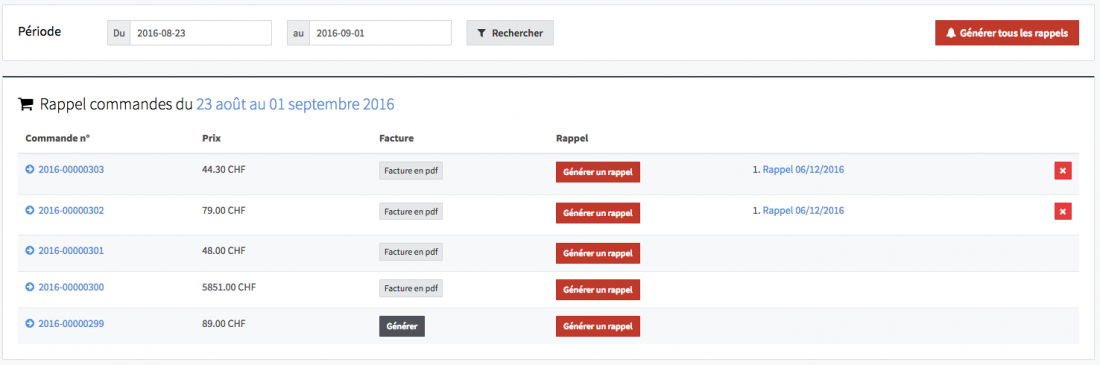 Période Du 2016-08-23 au 2016-09-01 Rechercher Générer tous les rappels
Rappel commandes du 23 août au 01 septembre 2016
Commande n° Prix Facture Rappel
2016-00000303 44.30 CHF Facture en pdf Générer un rappel 1. Rappel 06/12/2016
2016-00000302 79.00 CHF Facture en pdf Générer un rappel 1. Rappel 06/12/2016
2016-00000301 48.00 CHF Facture en pdf Générer un rappel
2016-00000300 5851.00 CHF Facture en pdf Générer un rappel
2016-00000299 89.00 CHF Générer Générer un rappel